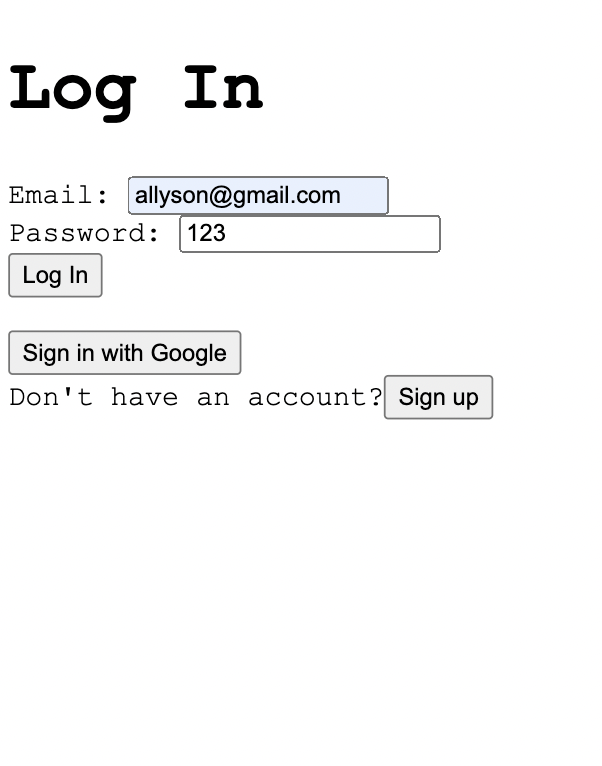 Log In
Email: allyson@gmail.com
Password: 123
Log In
Sign in with Google
Don't have an account? Sign up